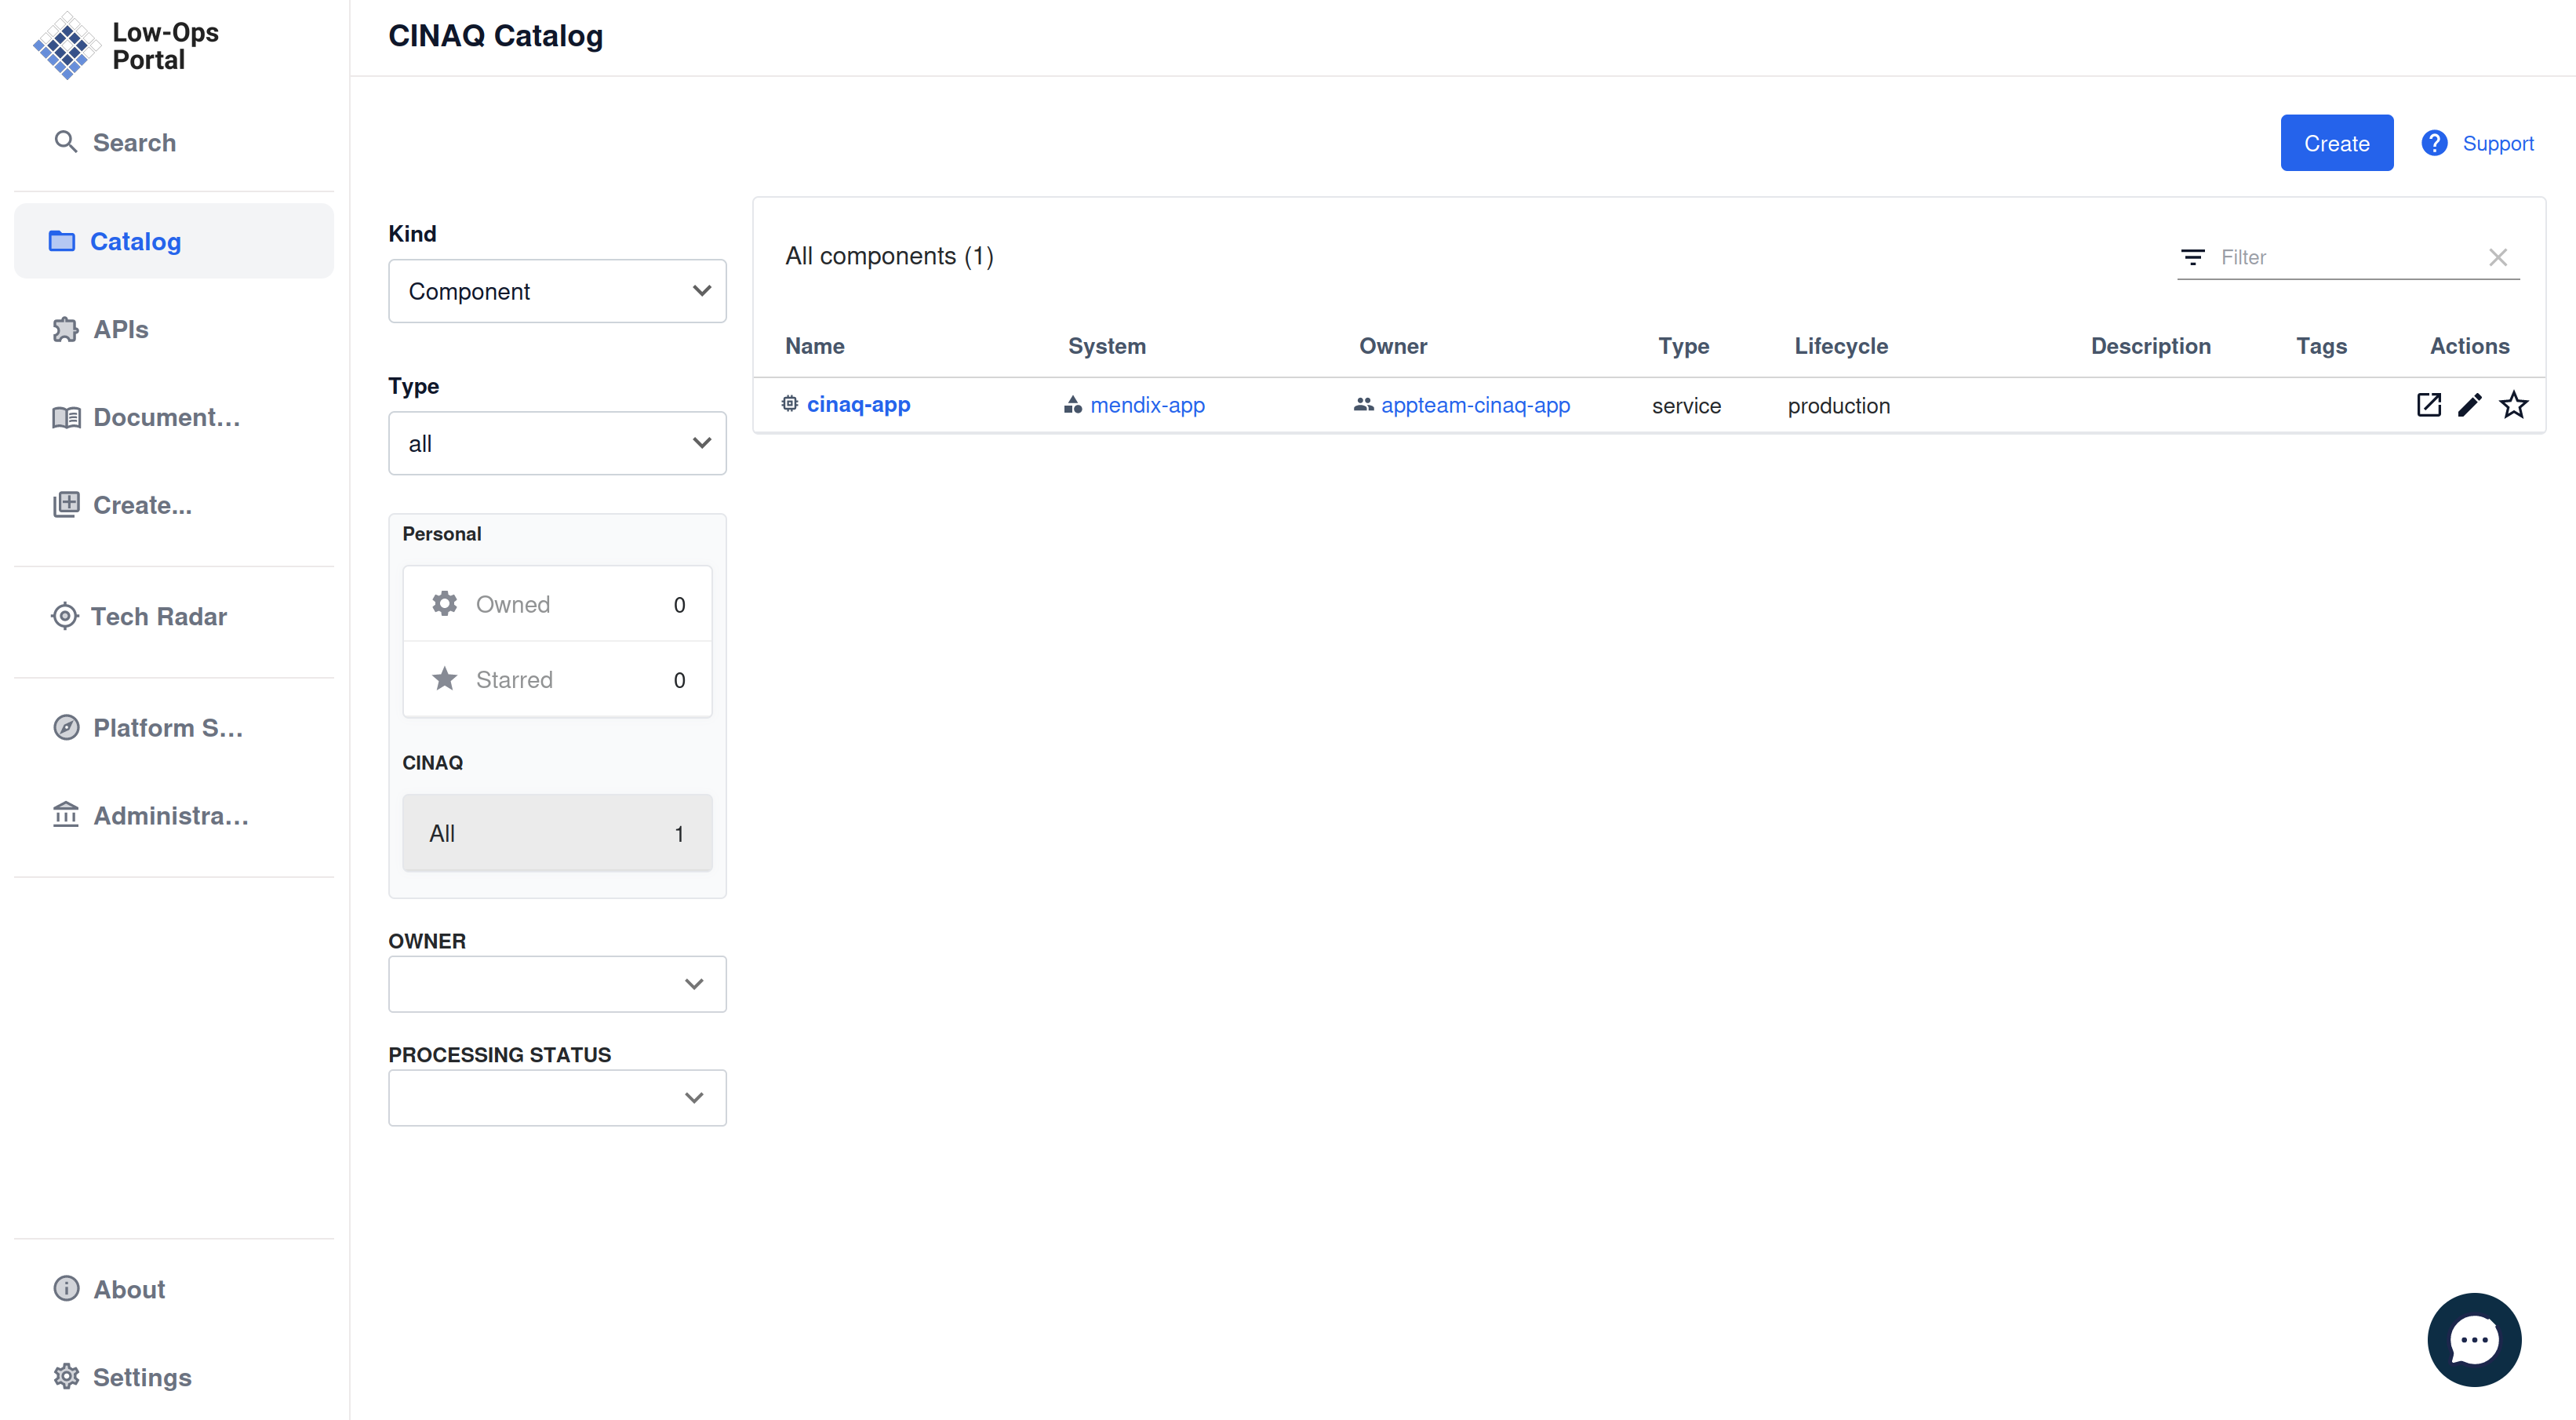 Low-Ops
Portal
Search
Catalog
APIs
Document...
Create...
Tech Radar
Platform S...
Administra...
About
Settings
CINAQ Catalog
Create
Support
Kind
Component
Type
all
Personal
Owned 0
Starred 0
CINAQ
All 1
OWNER
PROCESSING STATUS
All components (1)
Filter
Name System Owner Type Lifecycle Description Tags Actions
cinaq-app mendix-app appteam-cinaq-app service production